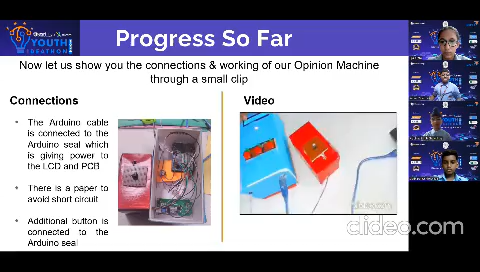 YOUTH
IDEATHON
Progress So Far
Now let us show you the connections & working of our Opinion Machine
through a small clip
Connections
Video
• The Arduino cable
is connected to the
Arduino seal which
is giving power to
the LCD and PCB
• There is a paper to
avoid short circuit
• Additional button is
connected to the
Arduino seal
clideo.com
clideo.com